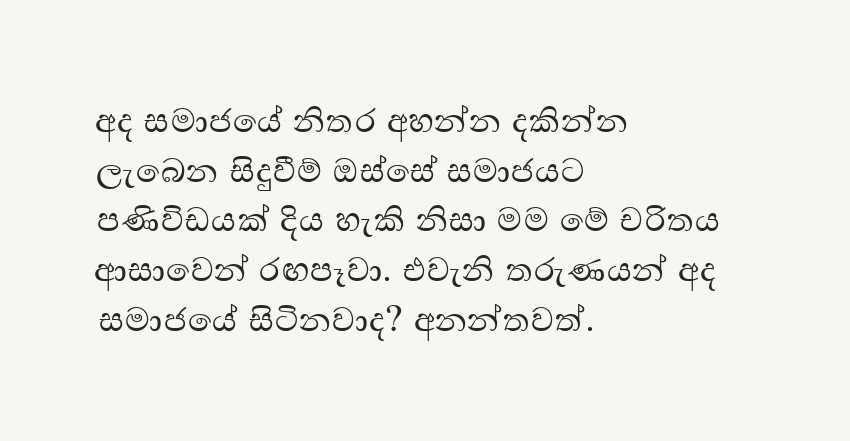 අද සමාජයේ නිතර අහන්න දකින්න
ලැබෙන සිදුවීම් ඔස්සේ සමාජයට
පණිවිඩයක් දිය හැකි නිසා මම මේ චරිතය
ආසාවෙන් රඟපෑවා. එවැනි තරුණයන් අද
සමාජයේ සිටිනවාද? අනන්තවත්.